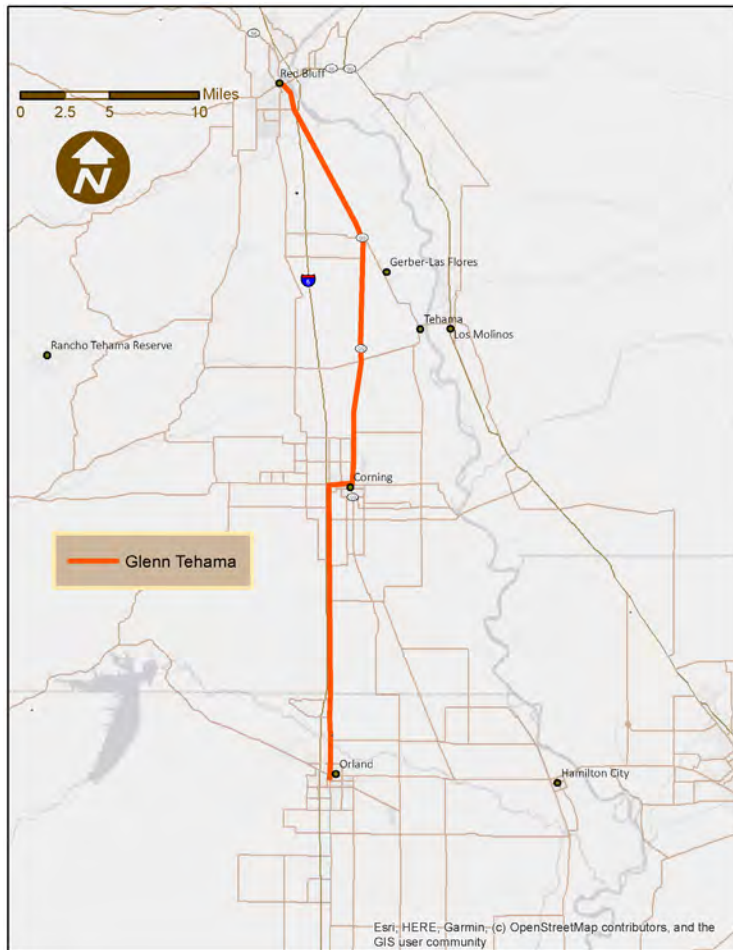 Red Bluff
Miles
0 2.5 5 10
N
Gerber-Las Flores
5
Tehama
Los Molinos
Rancho Tehama Reserve
Corning
Glenn Tehama
Orland
Hamilton City
Esri, HERE, Garmin, (c) OpenStreetMap contributors, and the
GIS user community